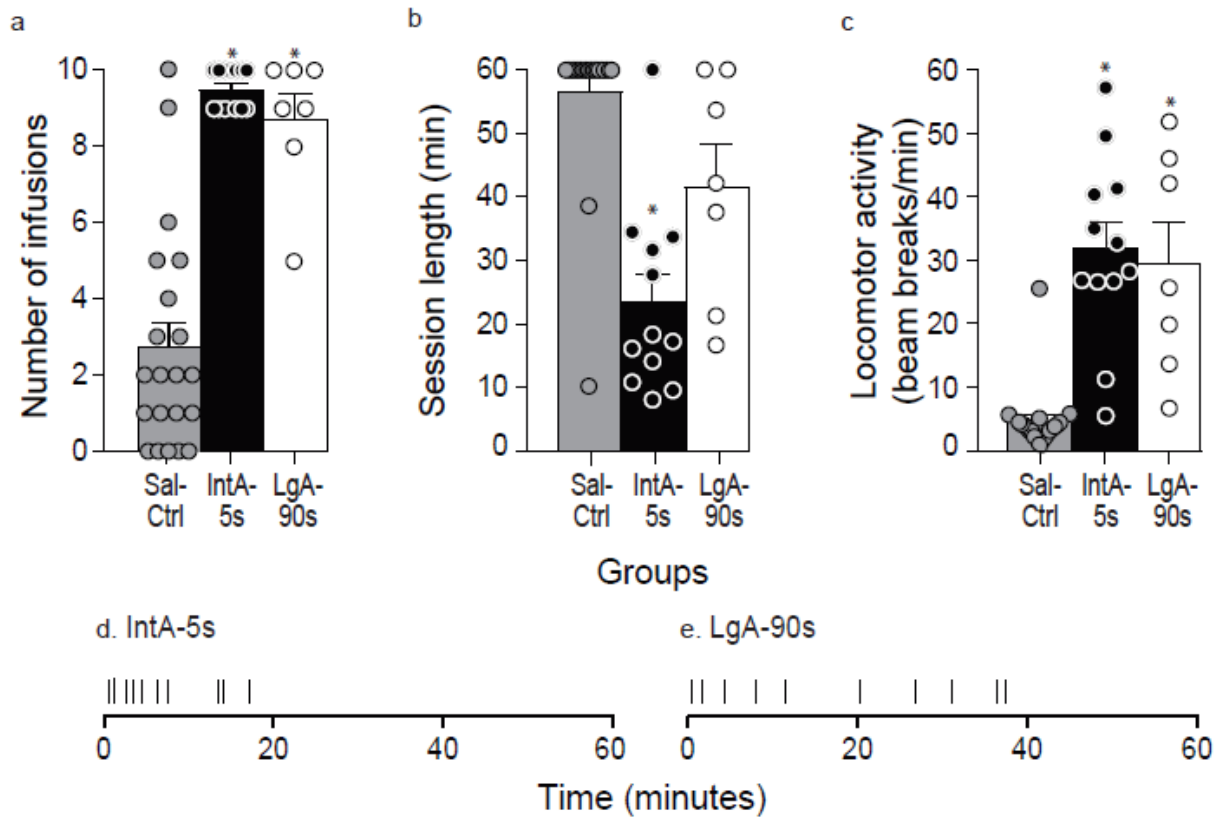 a
b
c
Number of infusions
10
8
6
4
2
0
*
*
Sal-
Ctrl
IntA-
5s
LgA-
90s
Session length (min)
60
50
40
30
20
10
0
*
Sal-
Ctrl
IntA-
5s
LgA-
90s
Locomotor activity
(beam breaks/min)
60
50
40
30
20
10
0
*
*
Sal-
Ctrl
IntA-
5s
LgA-
90s
Groups
d. IntA-5s
0 20 40 60
e. LgA-90s
0 20 40 60
Time (minutes)